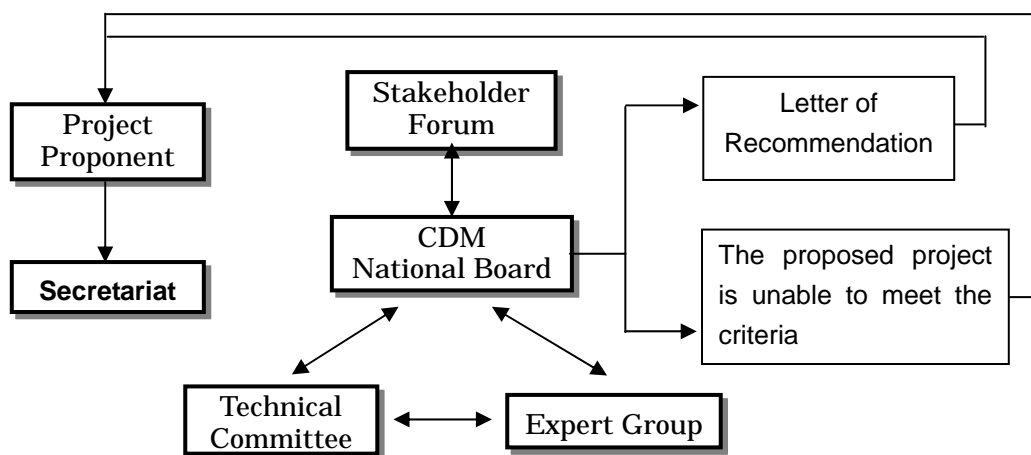 Project
Proponent
Secretariat
Stakeholder
Forum
CDM
National Board
Technical
Committee
Expert Group
Letter of
Recommendation
The proposed project
is unable to meet the
criteria